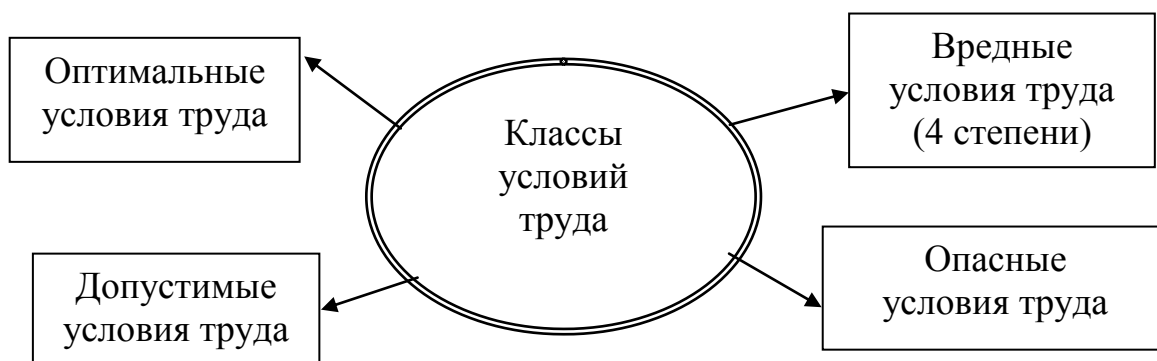 Оптимальные
условия труда
Вредные
условия труда
(4 степени)
Классы
условий
труда
Допустимые
условия труда
Опасные
условия труда